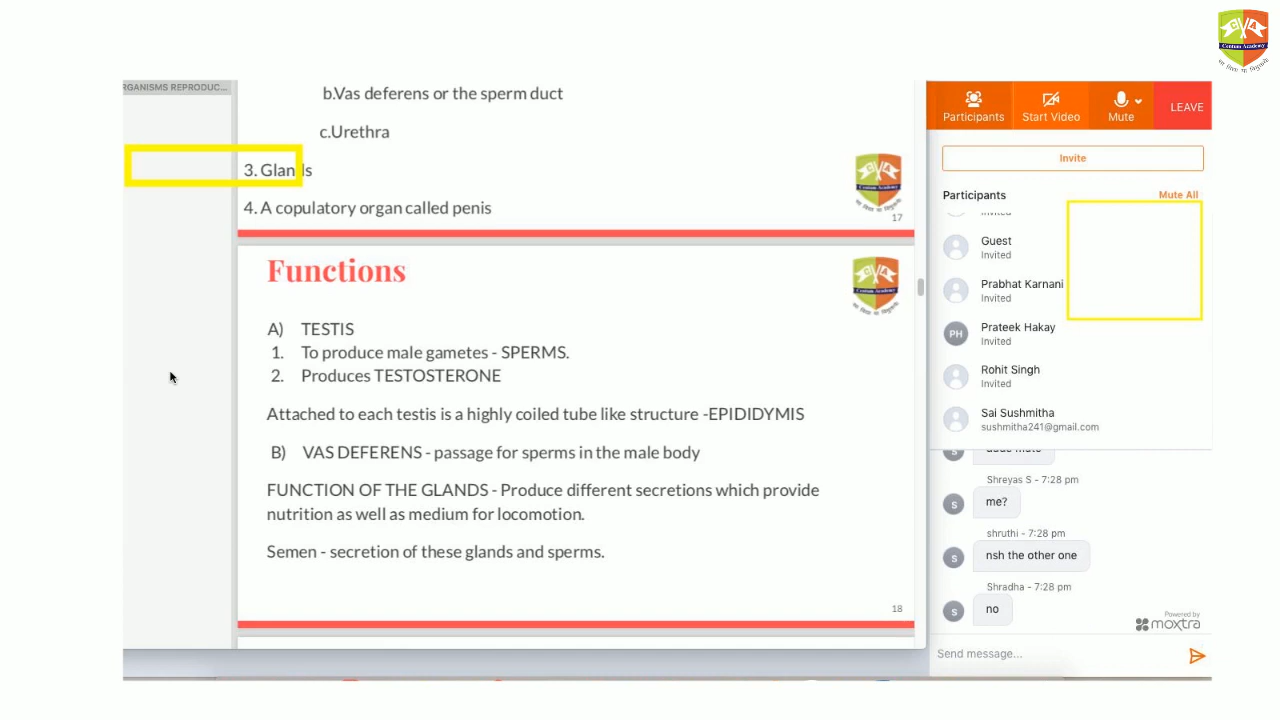 Centum Academy
RGANISMS REPRODUC...
b.Vas deferens or the sperm duct
c.Urethra
3. Glands
4. A copulatory organ called penis
17
Functions
Centum Academy
A) TESTIS
1. To produce male gametes - SPERMS.
2. Produces TESTOSTERONE
Attached to each testis is a highly coiled tube like structure -EPIDIDYMIS
B) VAS DEFERENS - passage for sperms in the male body
FUNCTION OF THE GLANDS - Produce different secretions which provide
nutrition as well as medium for locomotion.
Semen - secretion of these glands and sperms.
18
Participants
Start Video
Mute
LEAVE
Invite
Participants
Mute All
Invited
Guest
Invited
Prabhat Karnani
Invited
PH
Prateek Hakay
Invited
Rohit Singh
Invited
Sai Sushmitha
sushmitha241@gmail.com
Shreyas S - 7:28 pm
S
me?
shruthi - 7:28 pm
S
nsh the other one
Shradha - 7:28 pm
S
no
Powered by
moxtra
Send message...